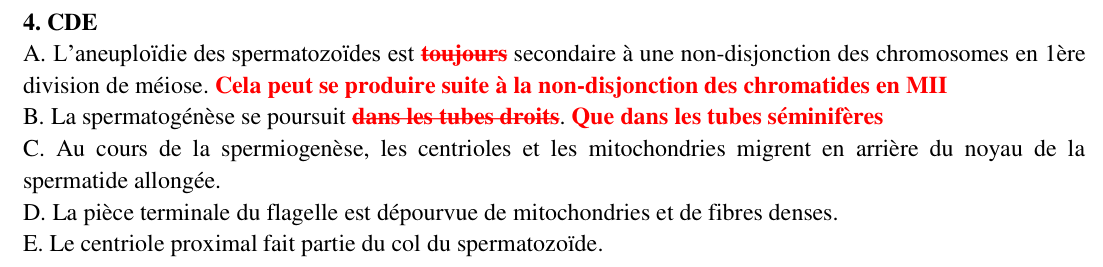 4. CDE
A. L’aneuploïdie des spermatozoïdes est toujours secondaire à une non-disjonction des chromosomes en 1ère
division de méiose. Cela peut se produire suite à la non-disjonction des chromatides en MII
B. La spermatogénèse se poursuit dans les tubes droits. Que dans les tubes séminifères
C. Au cours de la spermiogenèse, les centrioles et les mitochondries migrent en arrière du noyau de la
spermatide allongée.
D. La pièce terminale du flagelle est dépourvue de mitochondries et de fibres denses.
E. Le centriole proximal fait partie du col du spermatozoïde.